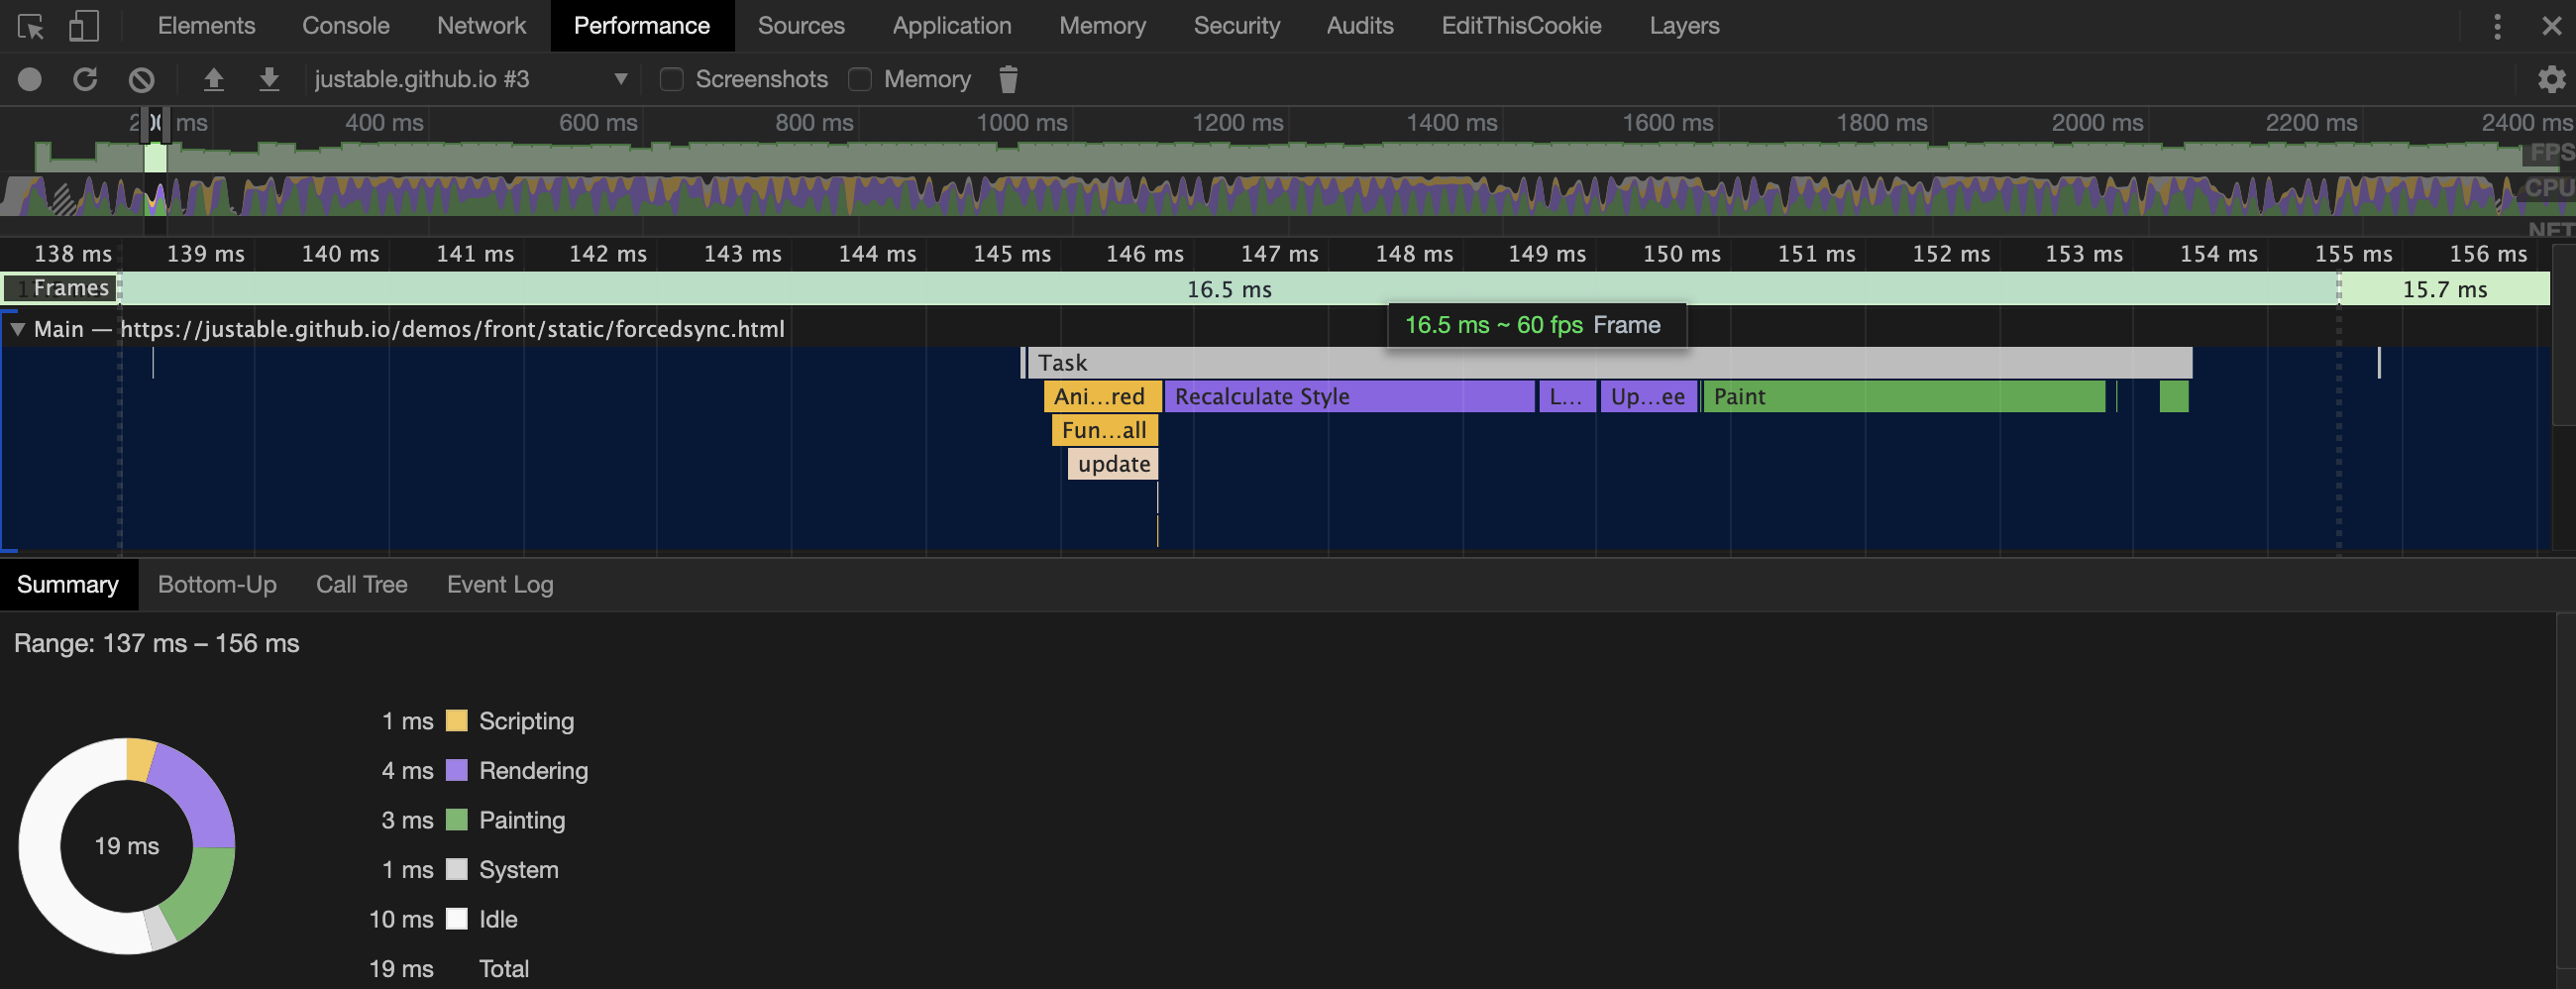 Elements Console Network Performance Sources Application Memory Security Audits EditThisCookie Layers
justable.github.io #3 Screenshots Memory
ms 400 ms 600 ms 800 ms 1000 ms 1200 ms 1400 ms 1600 ms 1800 ms 2000 ms 2200 ms 2400 ms
FPS
CPU
NET
138 ms 139 ms 140 ms 141 ms 142 ms 143 ms 144 ms 145 ms 146 ms 147 ms 148 ms 149 ms 150 ms 151 ms 152 ms 153 ms 154 ms 155 ms 156 ms
Frames 16.5 ms 15.7 ms
16.5 ms ~ 60 fps Frame
Main — https://justable.github.io/demos/front/static/forcedsync.html
Task
Ani...red Recalculate Style L... Up...ee Paint
Fun...all
update
Summary Bottom-Up Call Tree Event Log
Range: 137 ms – 156 ms
1 ms Scripting
4 ms Rendering
3 ms Painting
19 ms
1 ms System
10 ms Idle
19 ms Total